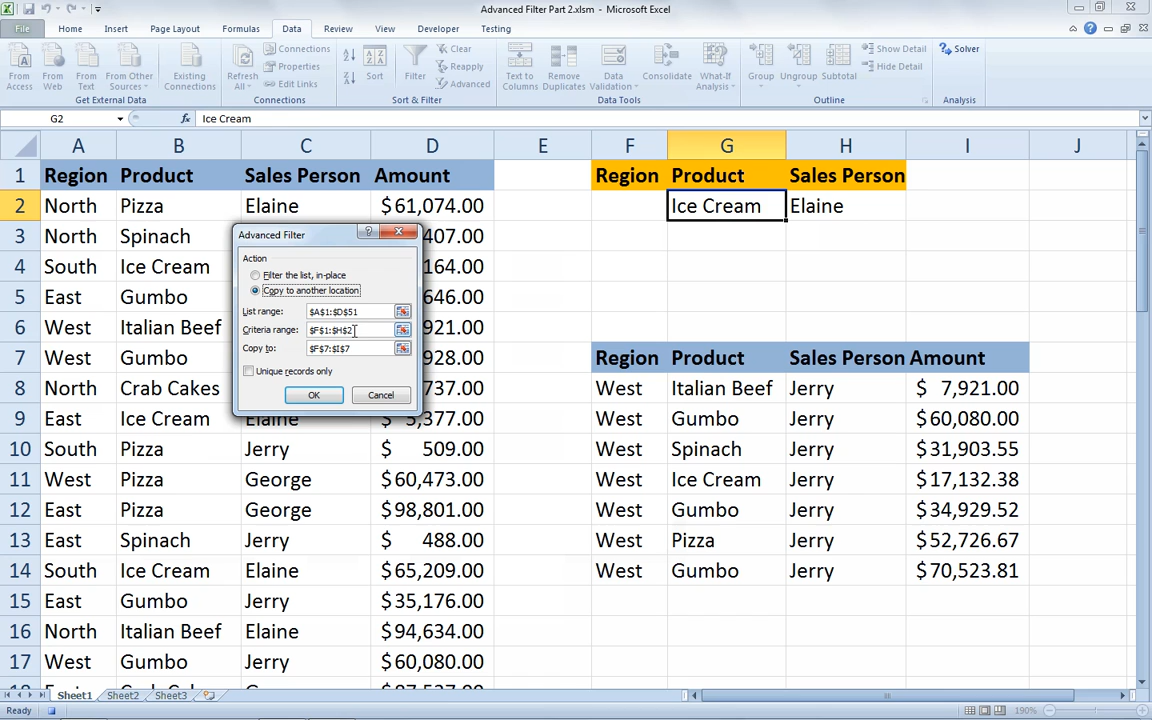 Advanced Filter Part 2.xlsm - Microsoft Excel
File Home Insert Page Layout Formulas Data Review View Developer Testing
From Access
From Web
From Text
From Other Sources
Existing Connections
Refresh All
Connections
Properties
Edit Links
Sort
Filter
Clear
Reapply
Advanced
Text to Columns
Remove Duplicates
Data Validation
Consolidate
What-If Analysis
Group
Ungroup
Subtotal
Show Detail
Hide Detail
Solver
Get External Data Connections Sort & Filter Data Tools Outline Analysis
G2 fx Ice Cream
A B C D E F G H I J
1 Region Product Sales Person Amount Region Product Sales Person
2 North Pizza Elaine $61,074.00 Ice Cream Elaine
3 North Spinach 407.00
4 South Ice Cream 164.00
5 East Gumbo 646.00
6 West Italian Beef 921.00
7 West Gumbo 928.00 Region Product Sales Person Amount
8 North Crab Cakes 737.00 West Italian Beef Jerry $ 7,921.00
9 East Ice Cream Elaine 5,377.00 West Gumbo Jerry $60,080.00
10 South Pizza Jerry $ 509.00 West Spinach Jerry $31,903.55
11 West Pizza George $60,473.00 West Ice Cream Jerry $17,132.38
12 East Pizza George $98,801.00 West Gumbo Jerry $34,929.52
13 East Spinach Jerry $ 488.00 West Pizza Jerry $52,726.67
14 South Ice Cream Elaine $65,209.00 West Gumbo Jerry $70,523.81
15 East Gumbo Jerry $35,176.00
16 North Italian Beef Elaine $94,634.00
17 West Gumbo Jerry $60,080.00
Advanced Filter
Action
Filter the list, in-place
Copy to another location
List range: $A$1:$D$51
Criteria range: $F$1:$H$2
Copy to: $F$7:$I$7
Unique records only
OK Cancel
Sheet1 Sheet2 Sheet3
Ready 190%